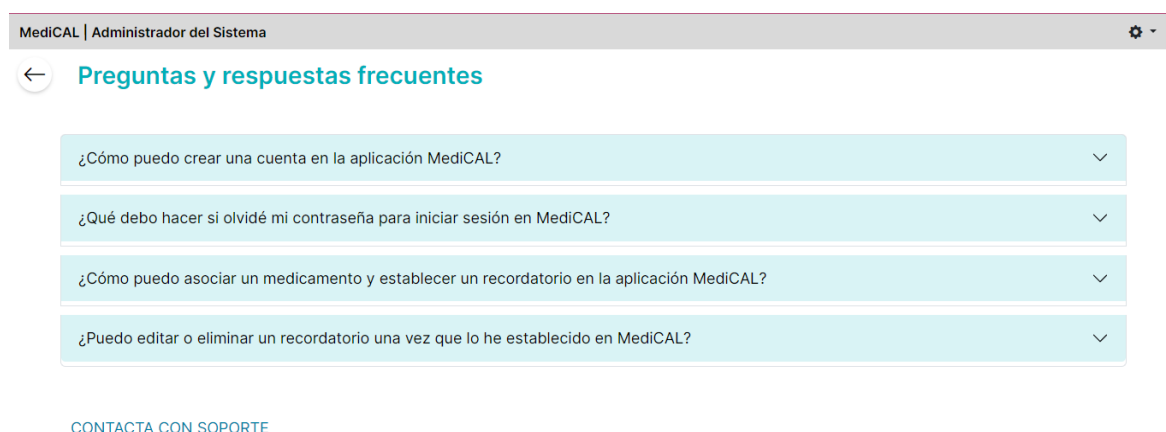 MediCAL | Administrador del Sistema
Preguntas y respuestas frecuentes
¿Cómo puedo crear una cuenta en la aplicación MediCAL?
¿Qué debo hacer si olvidé mi contraseña para iniciar sesión en MediCAL?
¿Cómo puedo asociar un medicamento y establecer un recordatorio en la aplicación MediCAL?
¿Puedo editar o eliminar un recordatorio una vez que lo he establecido en MediCAL?
CONTACTA CON SOPORTE